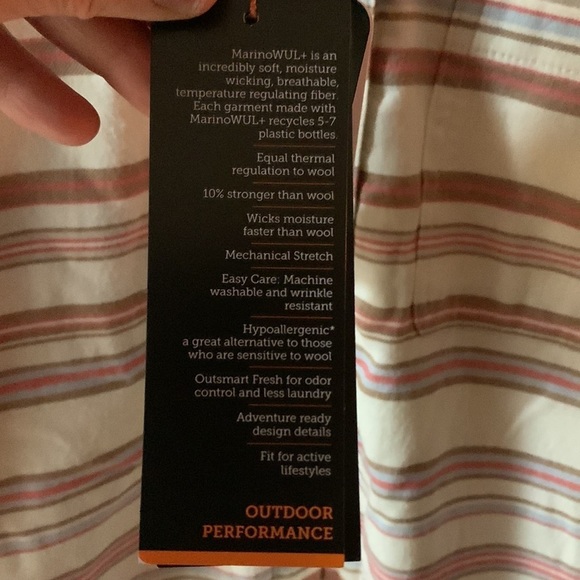 MarinoWUL+ is an
incredibly soft, moisture
wicking, breathable,
temperature regulating fiber.
Each garment made with
MarinoWUL+ recycles 5-7
plastic bottles.
Equal thermal
regulation to wool
10% stronger than wool
Wicks moisture
faster than wool
Mechanical Stretch
Easy Care: Machine
washable and wrinkle
resistant
Hypoallergenic*
a great alternative to those
who are sensitive to wool
Outsmart Fresh for odor
control and less laundry
Adventure ready
design details
Fit for active
lifestyles
OUTDOOR
PERFORMANCE